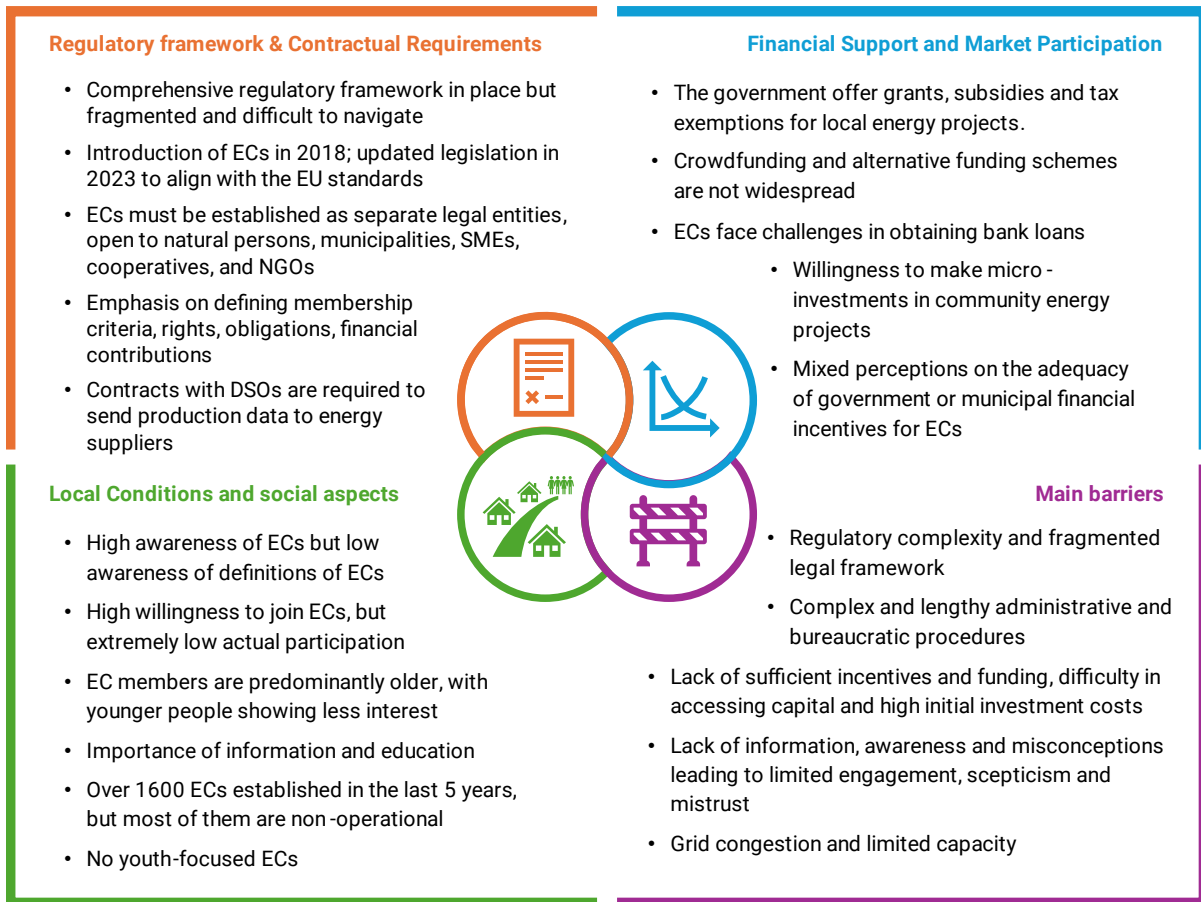 Regulatory framework & Contractual Requirements
• Comprehensive regulatory framework in place but
fragmented and difficult to navigate
• Introduction of ECs in 2018; updated legislation in
2023 to align with the EU standards
• ECs must be established as separate legal entities,
open to natural persons, municipalities, SMEs,
cooperatives, and NGOs
• Emphasis on defining membership
criteria, rights, obligations, financial
contributions
• Contracts with DSOs are required to
send production data to energy
suppliers
Financial Support and Market Participation
• The government offer grants, subsidies and tax
exemptions for local energy projects.
• Crowdfunding and alternative funding schemes
are not widespread
• ECs face challenges in obtaining bank loans
• Willingness to make micro -
investments in community energy
projects
• Mixed perceptions on the adequacy
of government or municipal financial
incentives for ECs
Local Conditions and social aspects
• High awareness of ECs but low
awareness of definitions of ECs
• High willingness to join ECs, but
extremely low actual participation
• EC members are predominantly older, with
younger people showing less interest
• Importance of information and education
• Over 1600 ECs established in the last 5 years,
but most of them are non -operational
• No youth-focused ECs
Main barriers
• Regulatory complexity and fragmented
legal framework
• Complex and lengthy administrative and
bureaucratic procedures
• Lack of sufficient incentives and funding, difficulty in
accessing capital and high initial investment costs
• Lack of information, awareness and misconceptions
leading to limited engagement, scepticism and
mistrust
• Grid congestion and limited capacity